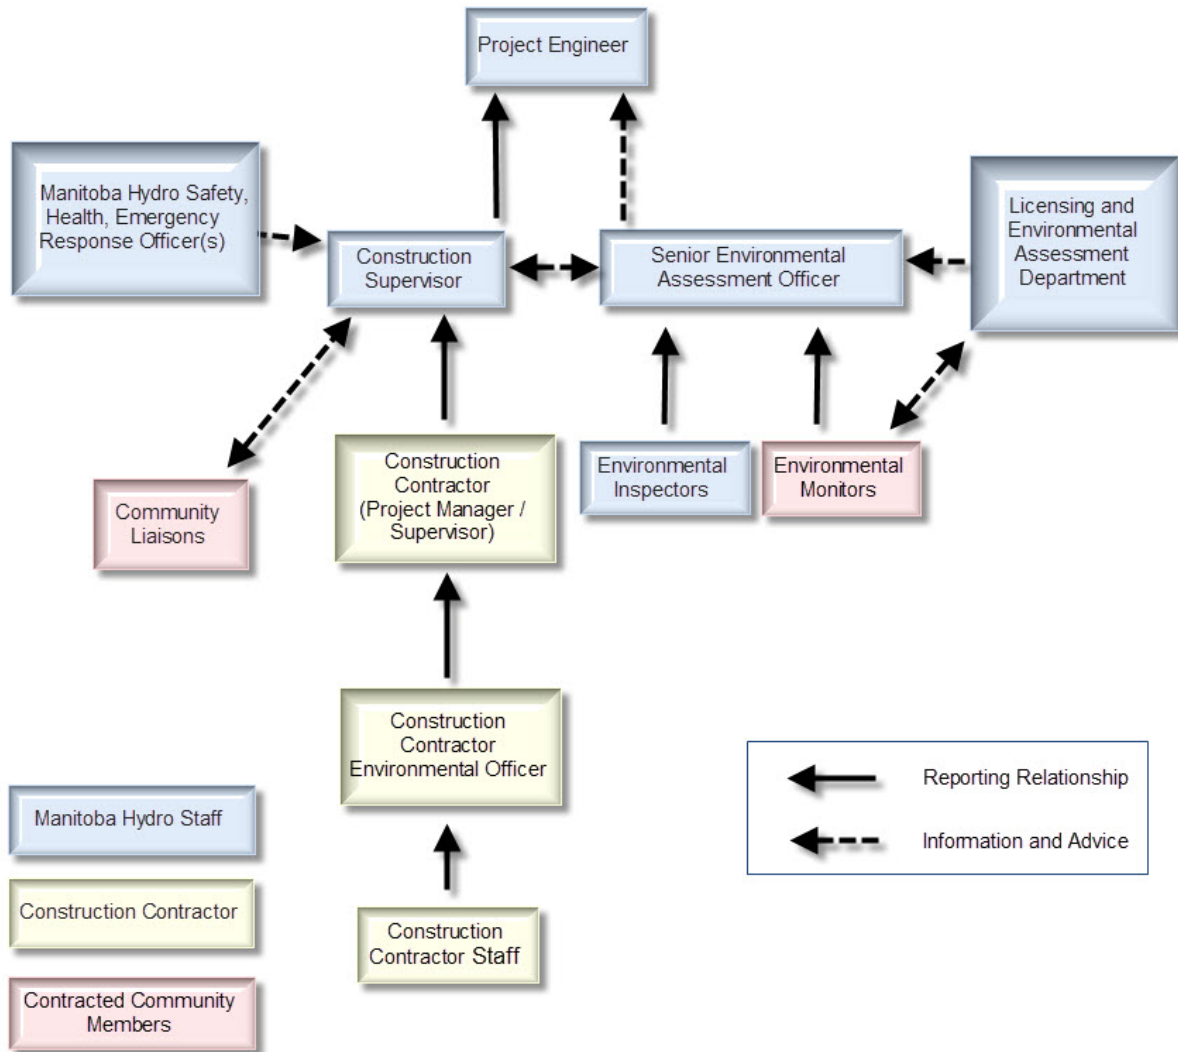 Project Engineer
Manitoba Hydro Safety,
Health, Emergency
Response Officer(s)
Construction
Supervisor
Senior Environmental
Assessment Officer
Licensing and
Environmental
Assessment
Department
Community
Liaisons
Construction
Contractor
(Project Manager /
Supervisor)
Environmental
Inspectors
Environmental
Monitors
Construction
Contractor
Environmental Officer
Construction
Contractor Staff
Manitoba Hydro Staff
Construction Contractor
Contracted Community
Members
Reporting Relationship
Information and Advice